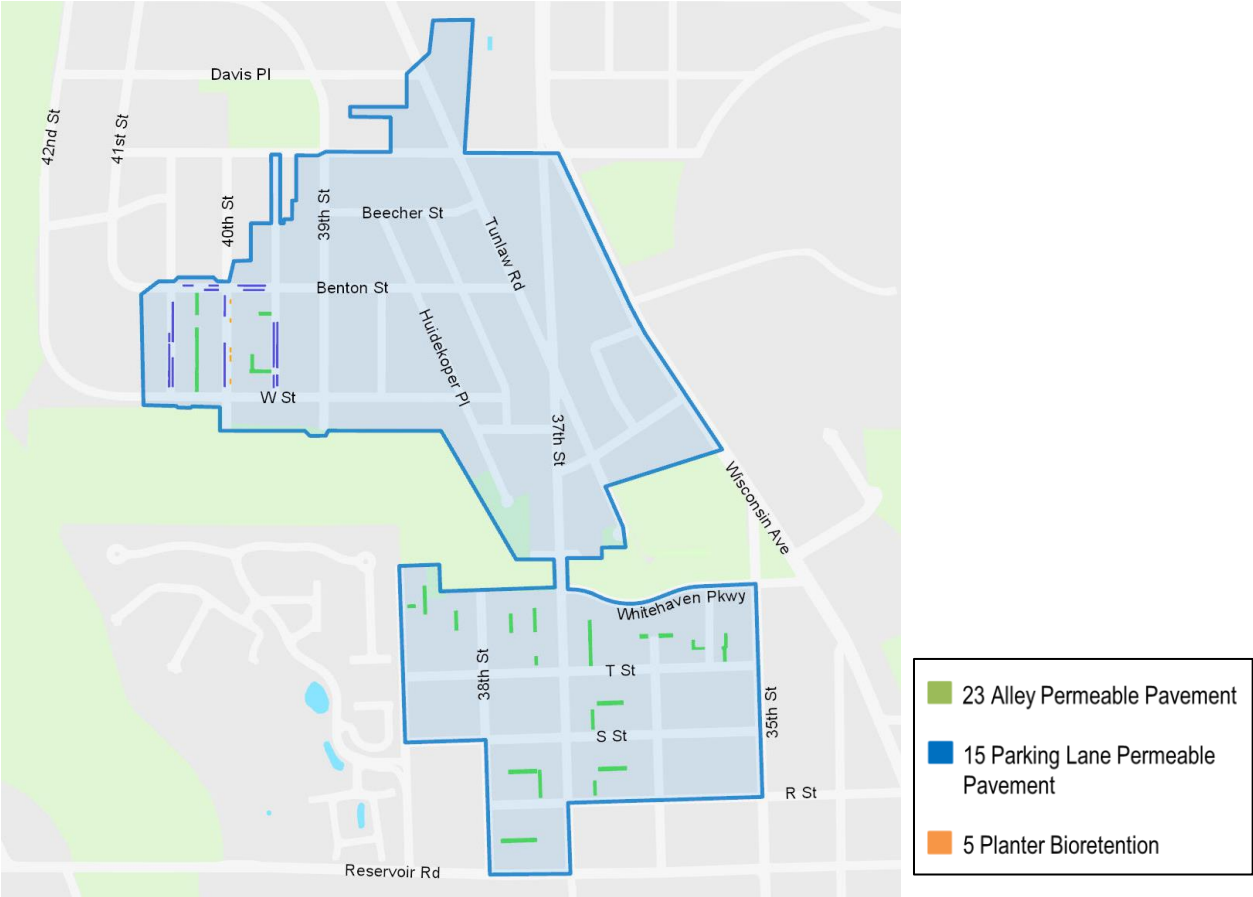 Davis Pl
42nd St
41st St
40th St
39th St
Beecher St
Tunlaw Rd
Benton St
Huidekoper Pl
W St
37th St
Wisconsin Ave
Whitehaven Pkwy
38th St
T St
35th St
S St
R St
Reservoir Rd
23 Alley Permeable Pavement
15 Parking Lane Permeable
Pavement
5 Planter Bioretention